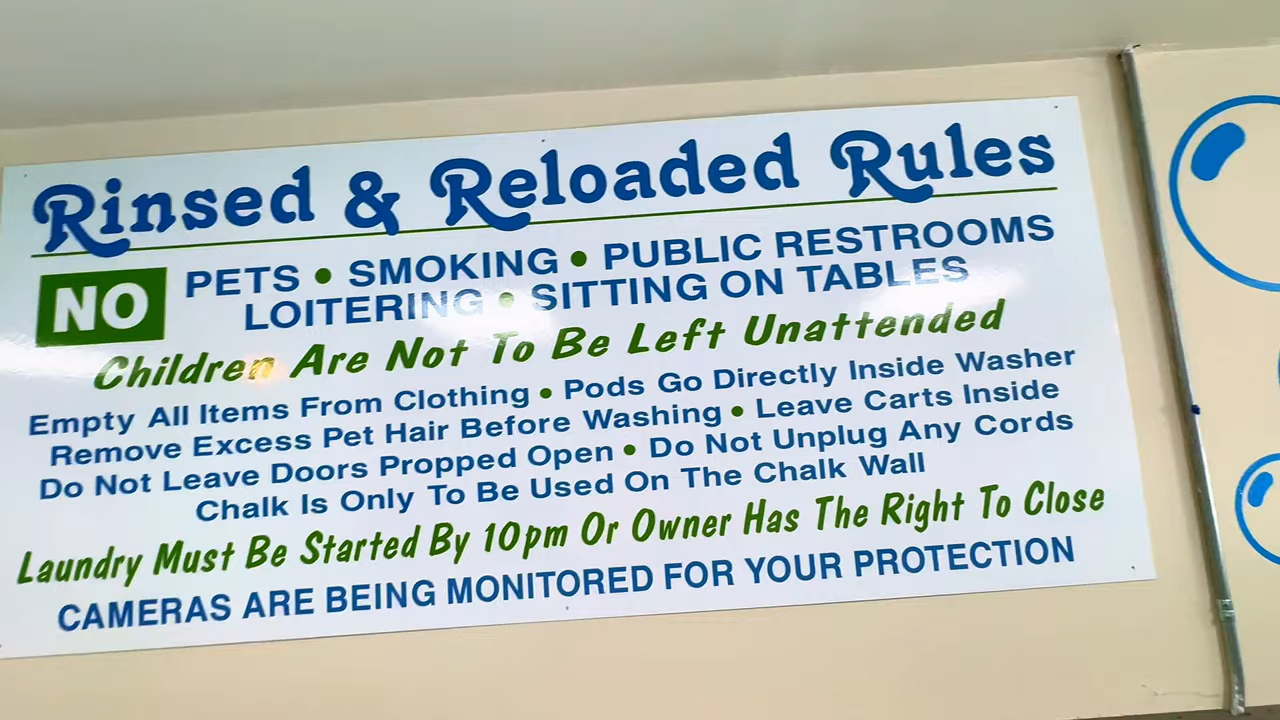 Rinsed & Reloaded Rules
NO PETS • SMOKING • PUBLIC RESTROOMS
LOITERING • SITTING ON TABLES
Children Are Not To Be Left Unattended
Empty All Items From Clothing • Pods Go Directly Inside Washer
Remove Excess Pet Hair Before Washing • Leave Carts Inside
Do Not Leave Doors Propped Open • Do Not Unplug Any Cords
Chalk Is Only To Be Used On The Chalk Wall
Laundry Must Be Started By 10pm Or Owner Has The Right To Close
CAMERAS ARE BEING MONITORED FOR YOUR PROTECTION